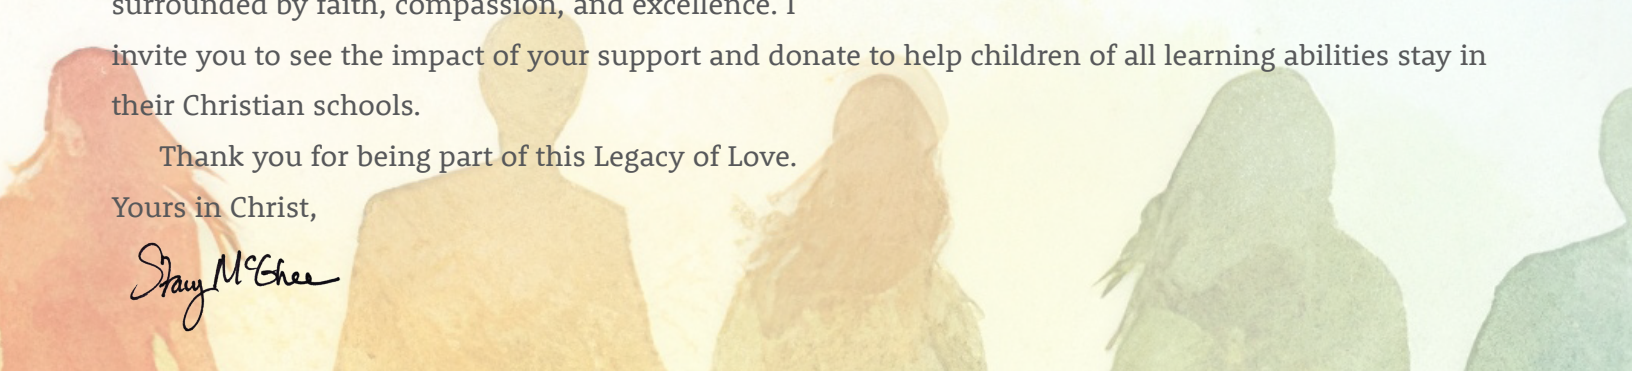 surrounded by faith, compassion, and excellence. I
invite you to see the impact of your support and donate to help children of all learning abilities stay in
their Christian schools.
Thank you for being part of this Legacy of Love.
Yours in Christ,
Stacy McGhee